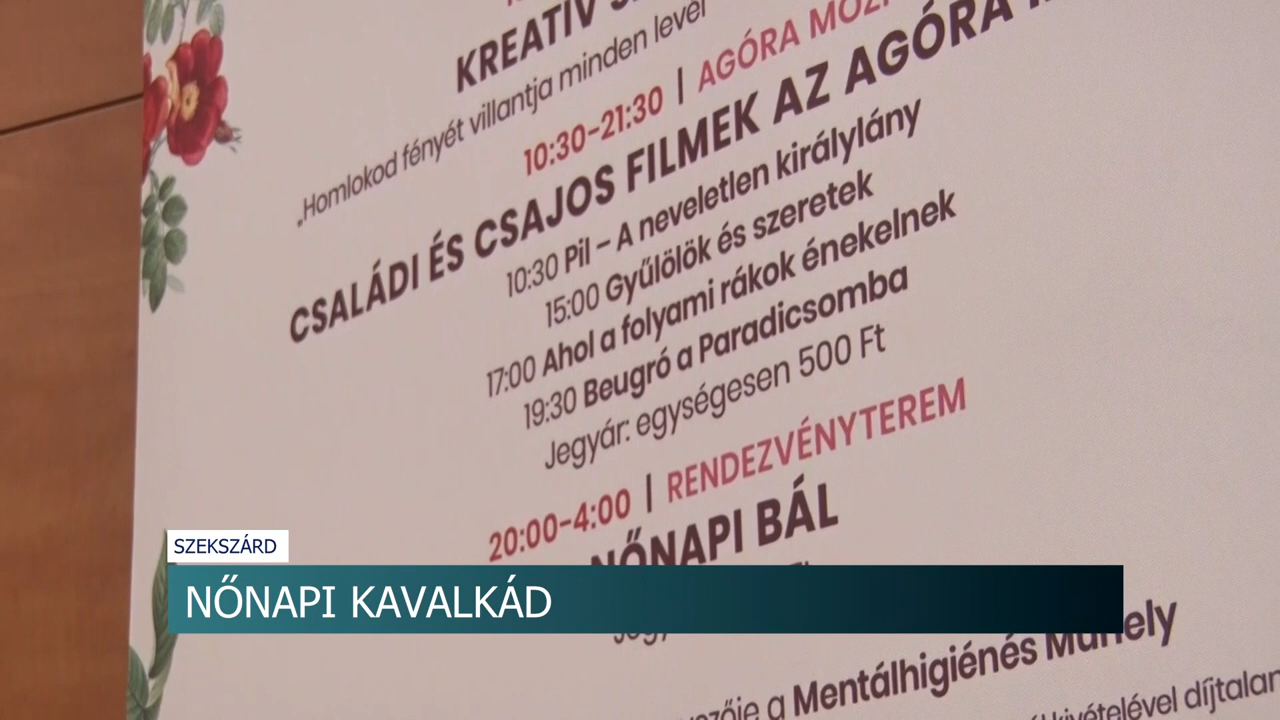 KREATÍV
„Homlokod fényét villantja minden levél
10:30–21:30 | AGÓRA MOZI
CSALÁDI ÉS CSAJOS FILMEK AZ AGÓRA
10:30 Pil – A neveletlen királylány
15:00 Gyűlölök és szeretek
17:00 Ahol a folyami rákok énekelnek
19:30 Beugró a Paradicsomba
Jegyár: egységesen 500 Ft
20:00–4:00 | RENDEZVÉNYTEREM
NŐNAPI BÁL
SZEKSZÁRD
NŐNAPI KAVALKÁD
a Mentálhigiénés Műhely
kivételével díjtalan